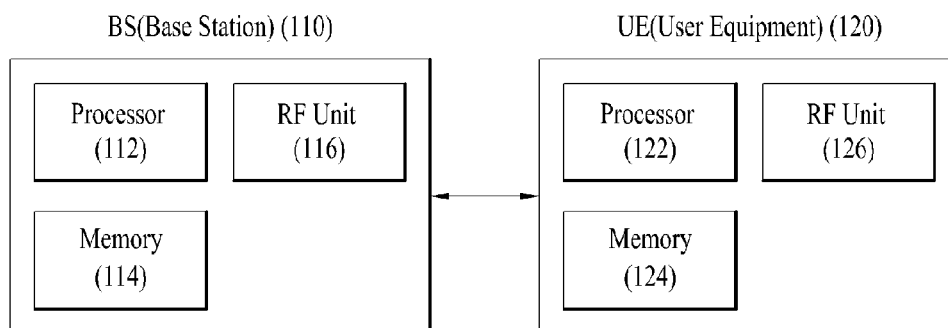 BS(Base Station) (110)
Processor
(112)
RF Unit
(116)
Memory
(114)
UE(User Equipment) (120)
Processor
(122)
RF Unit
(126)
Memory
(124)